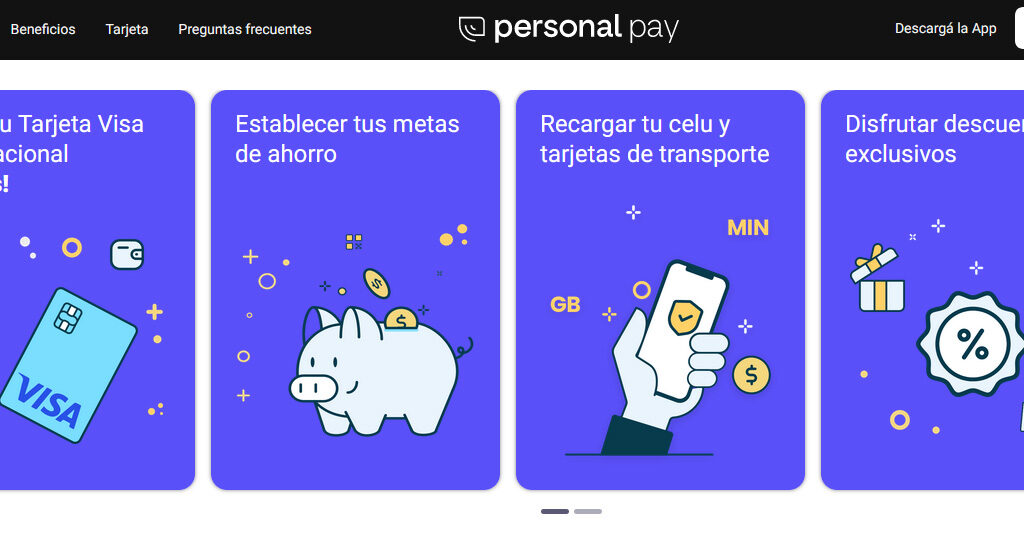 Beneficios
Tarjeta
Preguntas frecuentes
personal pay
Descargá la App
u Tarjeta Visa
acional
s!
VISA
Establecer tus metas
de ahorro
$
$
Recargar tu celu y
tarjetas de transporte
MIN
GB
$
Disfrutar descuen
exclusivos
%